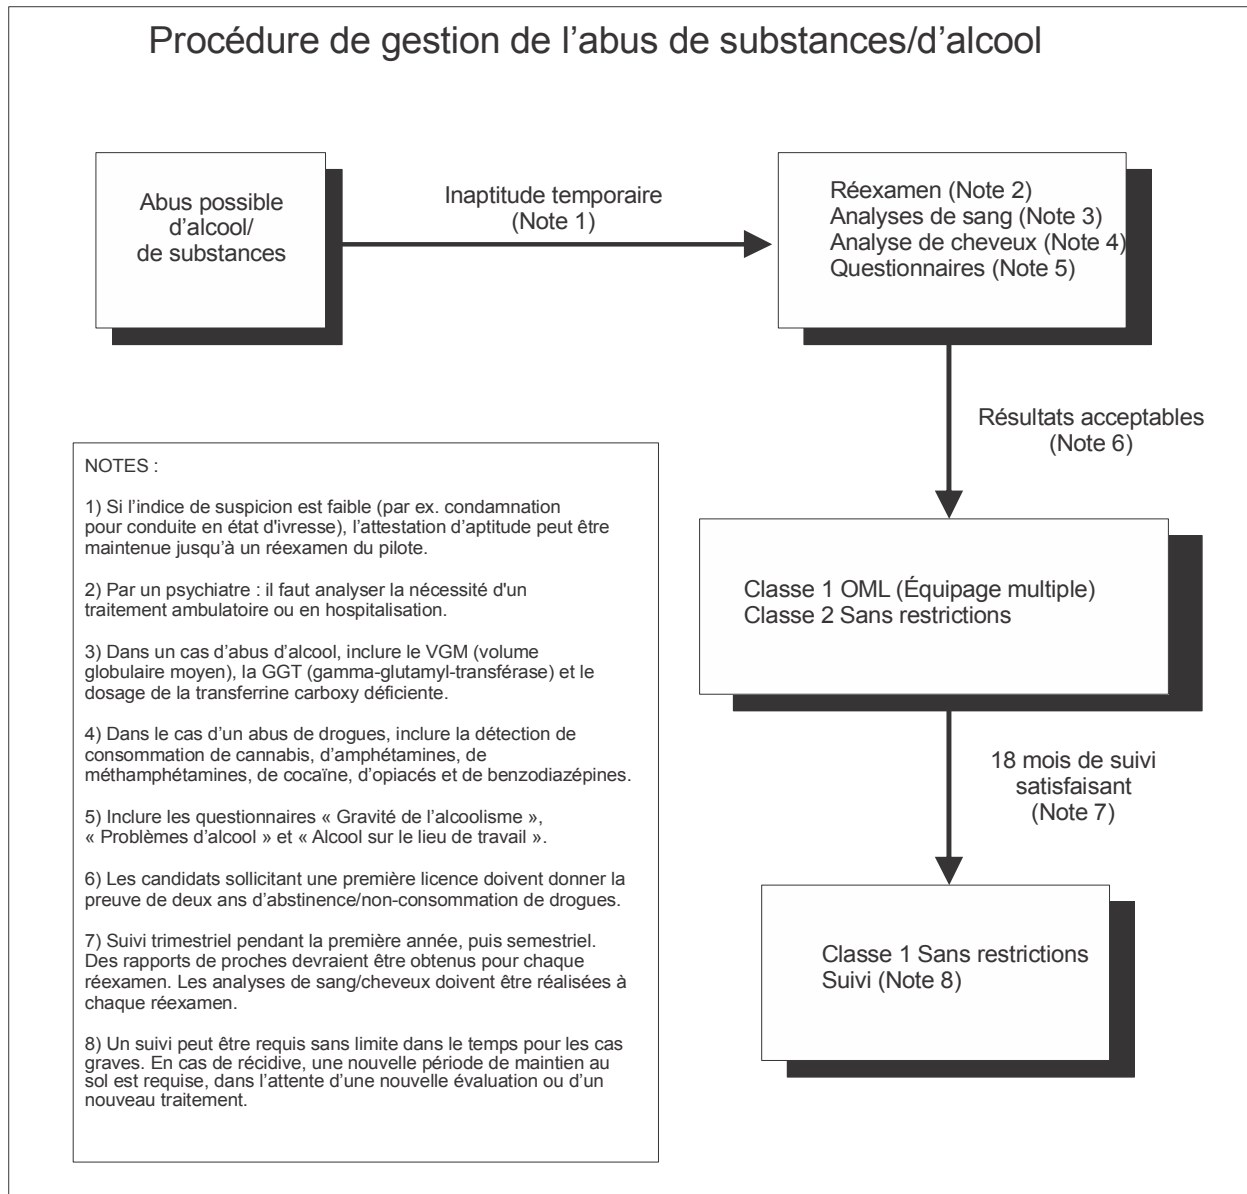 Procédure de gestion de l’abus de substances/d’alcool
Abus possible
d’alcool/
de substances
Inaptitude temporaire
(Note 1)
Réexamen (Note 2)
Analyses de sang (Note 3)
Analyse de cheveux (Note 4)
Questionnaires (Note 5)
Résultats acceptables
(Note 6)
Classe 1 OML (Équipage multiple)
Classe 2 Sans restrictions
18 mois de suivi
satisfaisant
(Note 7)
Classe 1 Sans restrictions
Suivi (Note 8)
NOTES :
1) Si l’indice de suspicion est faible (par ex. condamnation
pour conduite en état d'ivresse), l’attestation d’aptitude peut être
maintenue jusqu’à un réexamen du pilote.
2) Par un psychiatre : il faut analyser la nécessité d'un
traitement ambulatoire ou en hospitalisation.
3) Dans un cas d’abus d’alcool, inclure le VGM (volume
globulaire moyen), la GGT (gamma-glutamyl-transférase) et le
dosage de la transferrine carboxy déficiente.
4) Dans le cas d’un abus de drogues, inclure la détection de
consommation de cannabis, d’amphétamines, de
méthamphétamines, de cocaïne, d’opiacés et de benzodiazépines.
5) Inclure les questionnaires « Gravité de l’alcoolisme »,
« Problèmes d’alcool » et « Alcool sur le lieu de travail ».
6) Les candidats sollicitant une première licence doivent donner la
preuve de deux ans d’abstinence/non-consommation de drogues.
7) Suivi trimestriel pendant la première année, puis semestriel.
Des rapports de proches devraient être obtenus pour chaque
réexamen. Les analyses de sang/cheveux doivent être réalisées à
chaque réexamen.
8) Un suivi peut être requis sans limite dans le temps pour les cas
graves. En cas de récidive, une nouvelle période de maintien au
sol est requise, dans l’attente d’une nouvelle évaluation ou d’un
nouveau traitement.